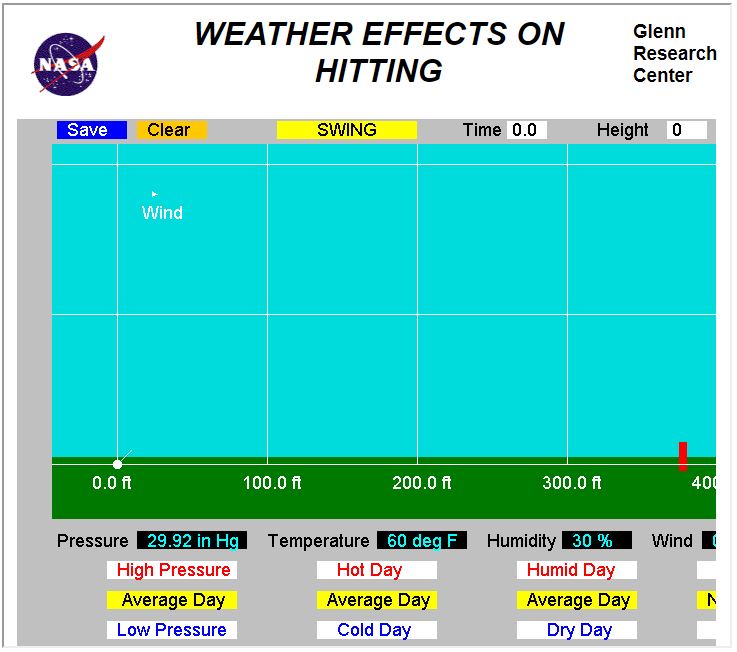 WEATHER EFFECTS ON
HITTING
Glenn
Research
Center
NASA
Save Clear SWING Time 0.0 Height 0
Wind
0.0 ft 100.0 ft 200.0 ft 300.0 ft 400
Pressure 29.92 in Hg Temperature 60 deg F Humidity 30 % Wind
High Pressure Hot Day Humid Day
Average Day Average Day Average Day N
Low Pressure Cold Day Dry Day